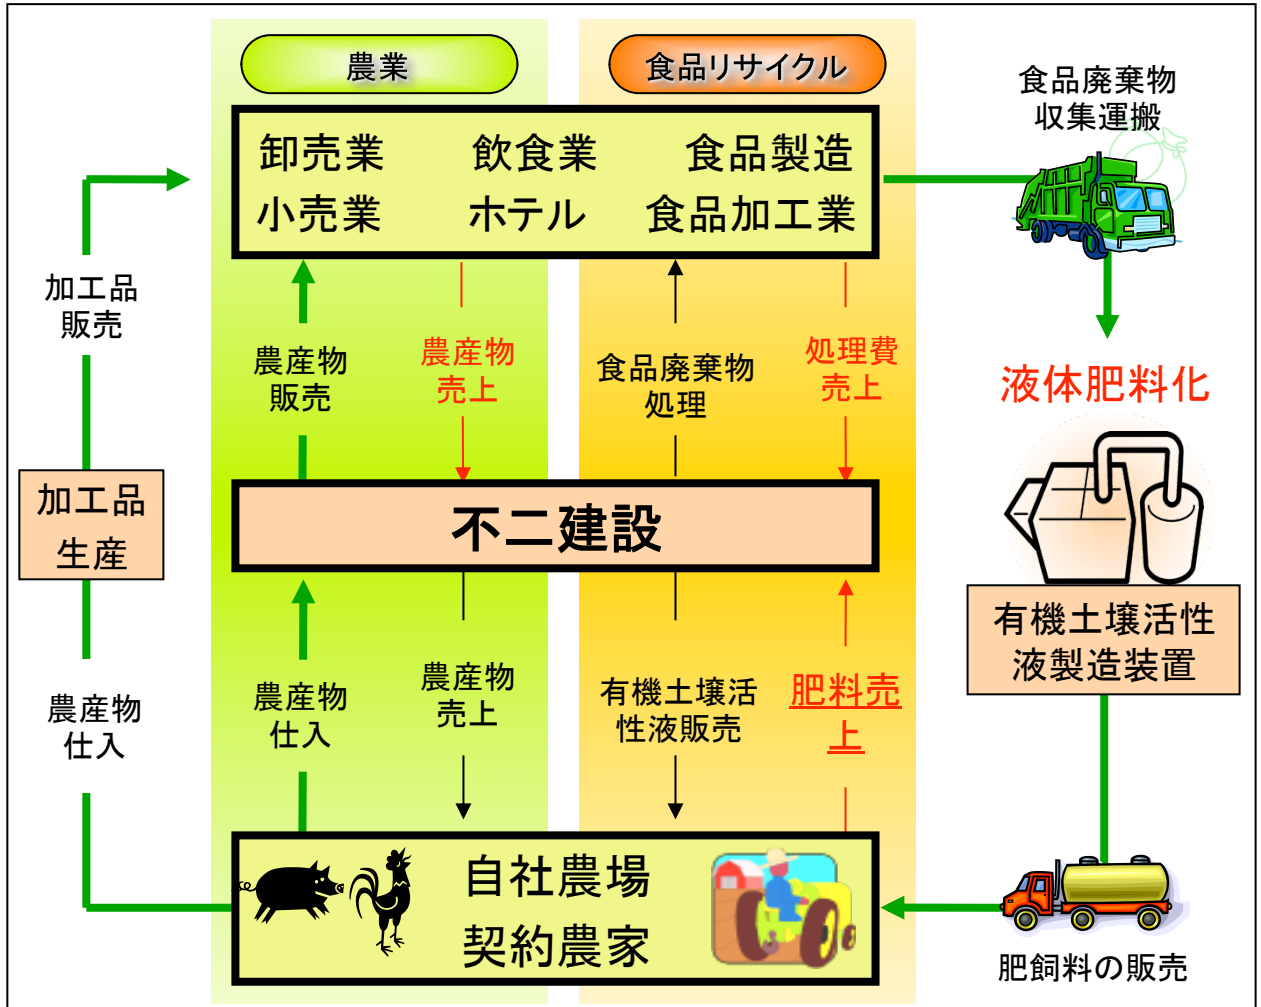 農業
食品リサイクル
食品廃棄物
収集運搬
卸売業 飲食業 食品製造
小売業 ホテル 食品加工業
加工品
販売
農産物
販売
農産物
売上
食品廃棄物
処理
処理費
売上
液体肥料化
加工品
生産
不二建設
有機土壌活性
液製造装置
農産物
仕入
農産物
仕入
農産物
売上
有機土壌活
性液販売
肥料売
上
自社農場
契約農家
肥飼料の販売